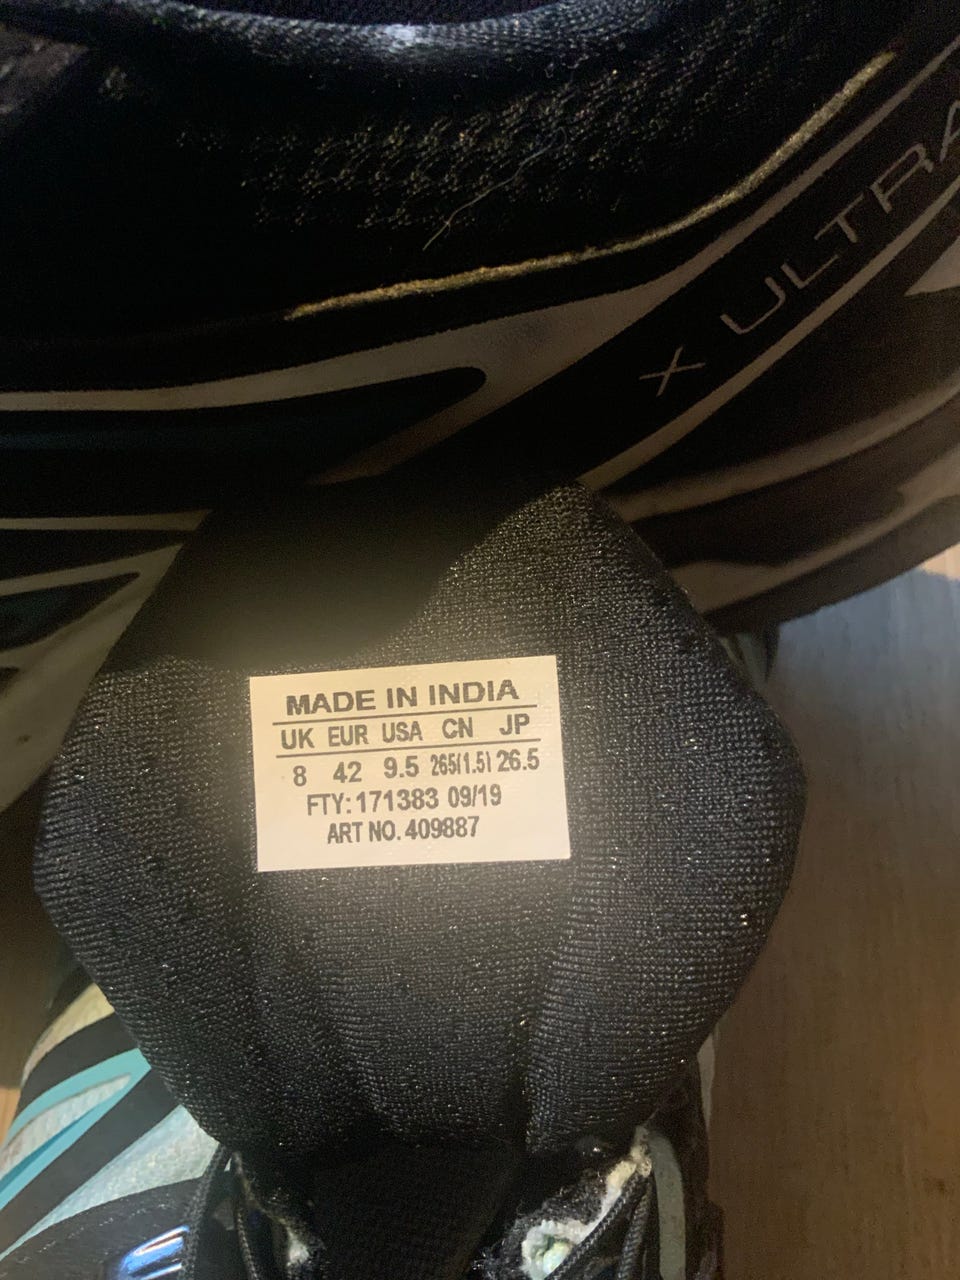 X ULTRA
MADE IN INDIA
UK EUR USA CN JP
8 42 9.5 265(1.5) 26.5
FTY: 171383 09/19
ART NO. 409887